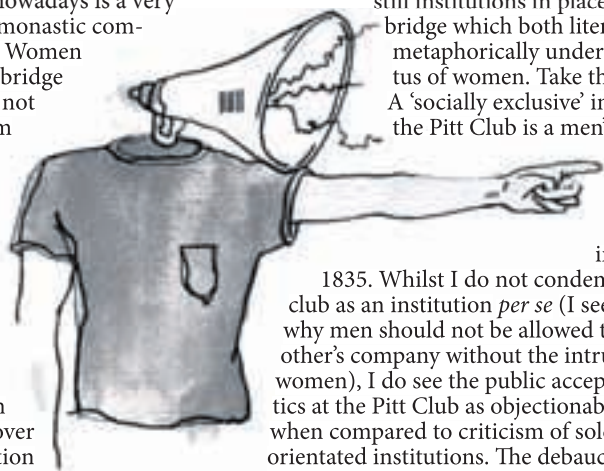 nowadays is a very
monastic com-
Women
bridge
not
m
n
over
tion
still institutions in place
bridge which both liter
metaphorically under
tus of women. Take th
A ‘socially exclusive’ in
the Pitt Club is a men’
in
1835. Whilst I do not condem
club as an institution per se (I see
why men should not be allowed t
other’s company without the intru
women), I do see the public accep
tics at the Pitt Club as objectionab
when compared to criticism of sole
orientated institutions. The debauc